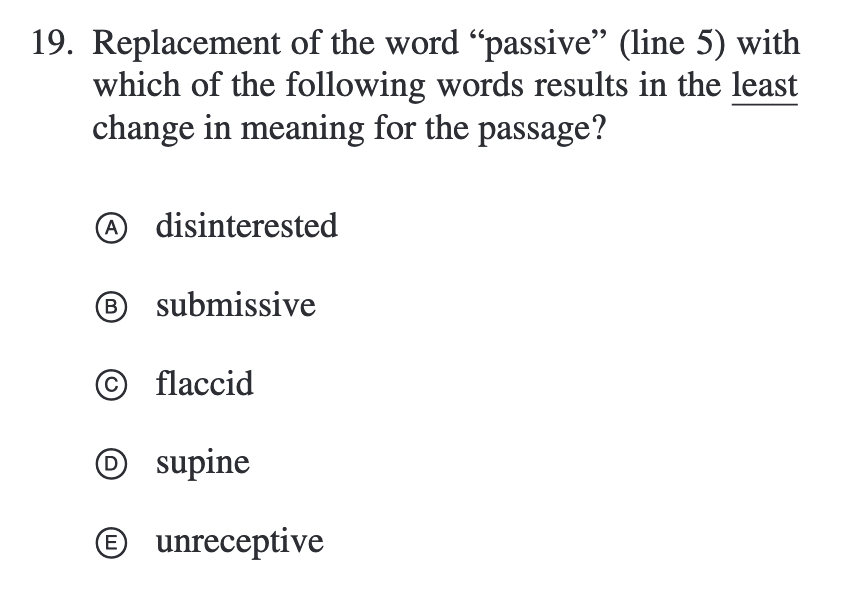 19. Replacement of the word “passive” (line 5) with
which of the following words results in the least
change in meaning for the passage?
A disinterested
B submissive
C flaccid
D supine
E unreceptive